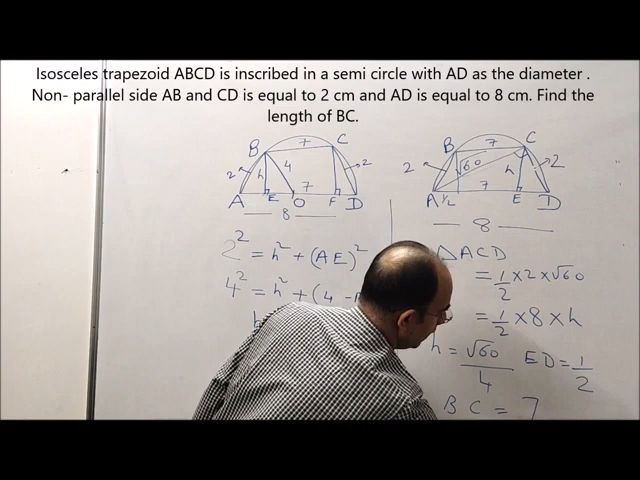 Isosceles trapezoid ABCD is inscribed in a semi circle with AD as the diameter .
Non- parallel side AB and CD is equal to 2 cm and AD is equal to 8 cm. Find the
length of BC.
B 7 C
2 h 4 2
A E O 7 F D
8
2² = h² + (AE)²
4² = h² + (4 -
B 7 C
2 √60 h 2
A 1/2 7 E D
8
△ACD
= 1/2 × 2 × √60
= 1/2 × 8 × h
h = √60/4 ED = 1/2
BC = 7